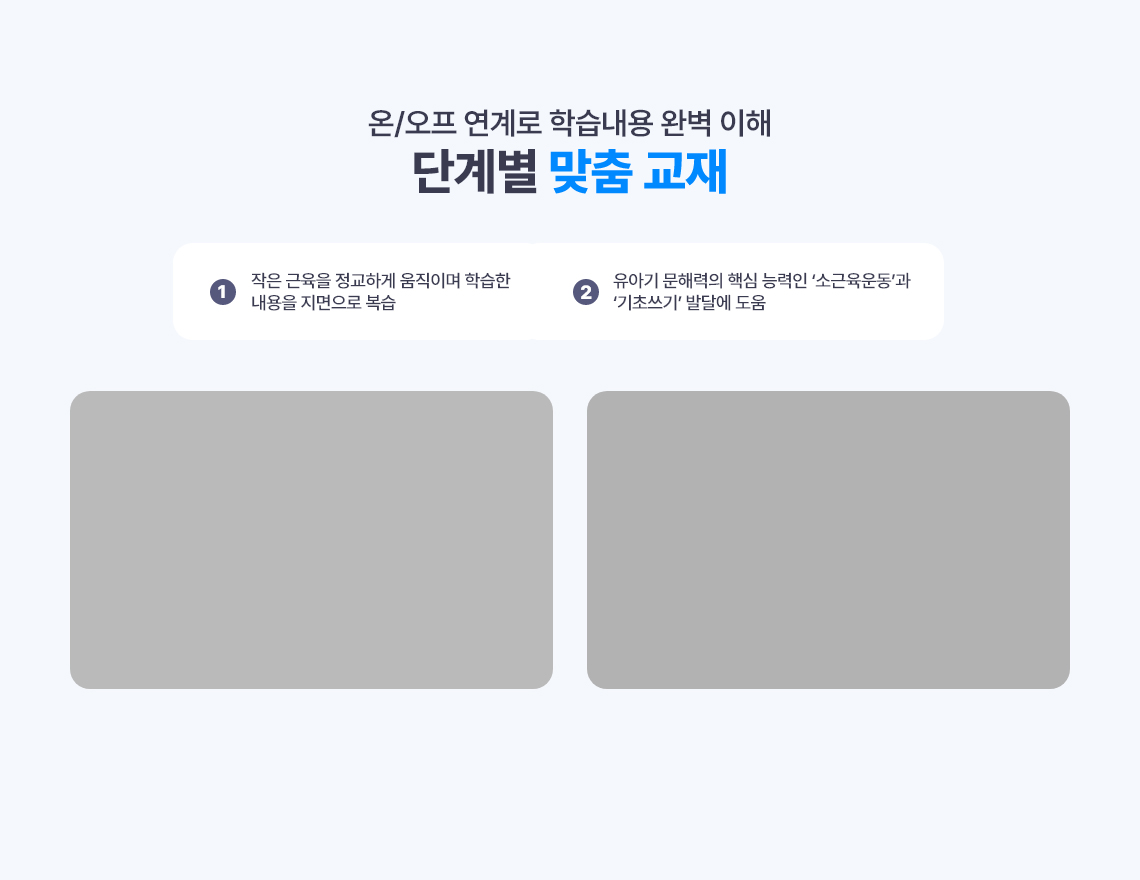 온/오프 연계로 학습내용 완벽 이해
단계별 맞춤 교재
1 작은 근육을 정교하게 움직이며 학습한
내용을 지면으로 복습
2 유아기 문해력의 핵심 능력인 ‘소근육운동’과
‘기초쓰기’ 발달에 도움